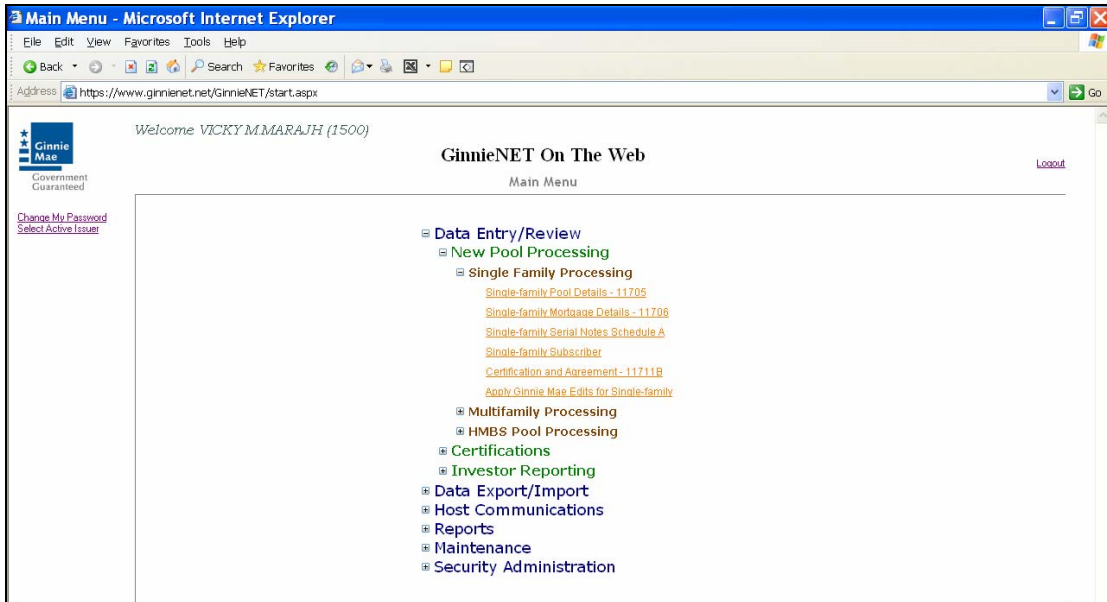 Main Menu - Microsoft Internet Explorer
File Edit View Favorites Tools Help
Back Search Favorites
Address https://www.ginnienet.net/GinnieNET/start.aspx Go
Welcome VICKY M.MARAJH (1500)
Ginnie
Mae
Government
Guaranteed
GinnieNET On The Web
Logout
Main Menu
Change My Password
Select Active Issuer
Data Entry/Review
New Pool Processing
Single Family Processing
Single-family Pool Details - 11705
Single-family Mortgage Details - 11706
Single-family Serial Notes Schedule A
Single-family Subscriber
Certification and Agreement - 11711B
Apply Ginnie Mae Edits for Single-family
Multifamily Processing
HMBS Pool Processing
Certifications
Investor Reporting
Data Export/Import
Host Communications
Reports
Maintenance
Security Administration